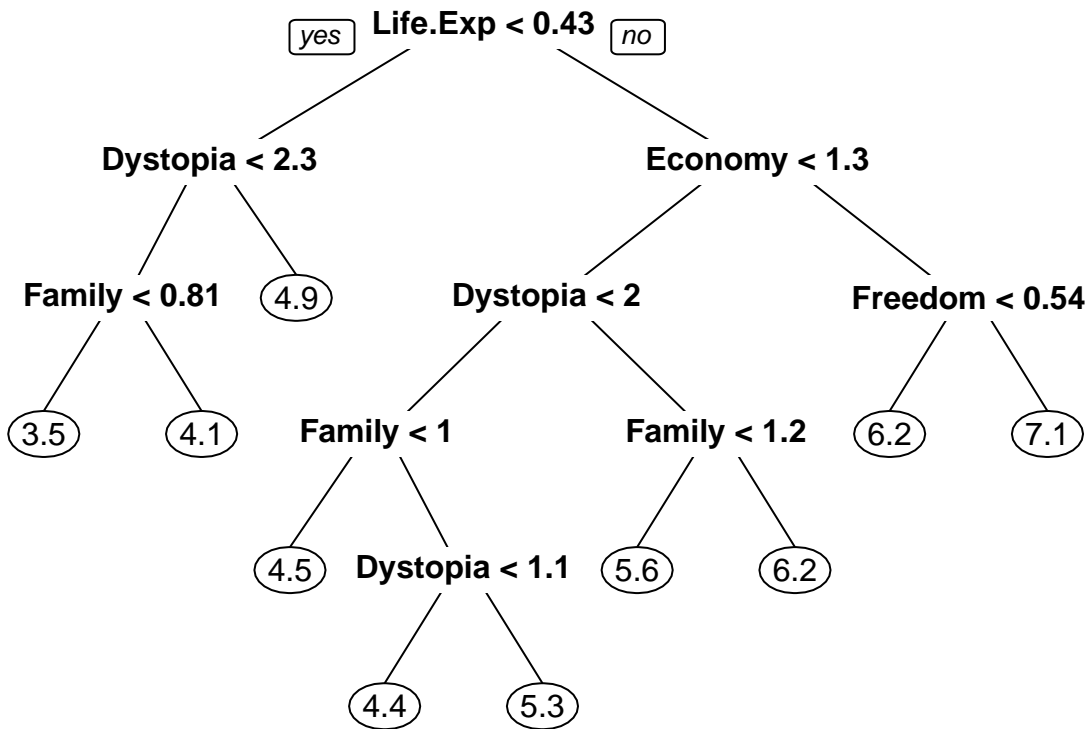 Life.Exp < 0.43
yes no
Dystopia < 2.3 Economy < 1.3
Family < 0.81 4.9 Dystopia < 2 Freedom < 0.54
3.5 4.1 Family < 1 Family < 1.2 6.2 7.1
4.5 Dystopia < 1.1 5.6 6.2
4.4 5.3